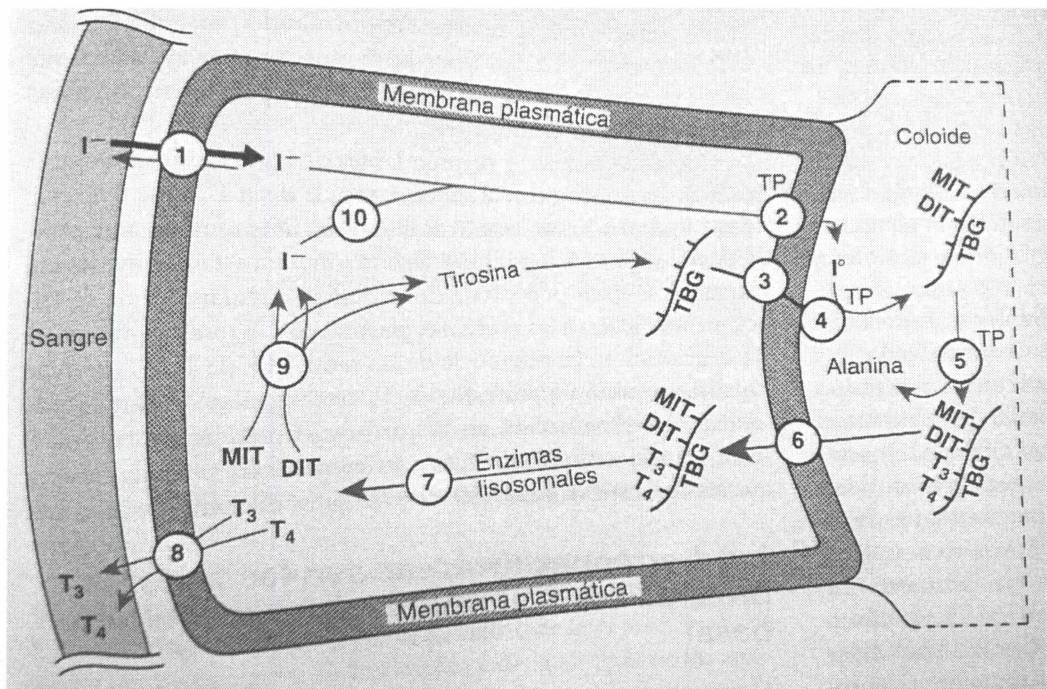 Membrana plasmática
Coloide
I⁻
1
I⁻
TP
2
MIT
DIT
TBG
10
I⁻
Tirosina
TBG
3
I°
TP
4
Sangre
9
Alanina
5
TP
MIT
DIT
T₃
T₄
TBG
6
MIT
DIT
T₃
T₄
TBG
MIT DIT
7
Enzimas
lisosomales
T₃
T₄
8
T₃
T₄
Membrana plasmática